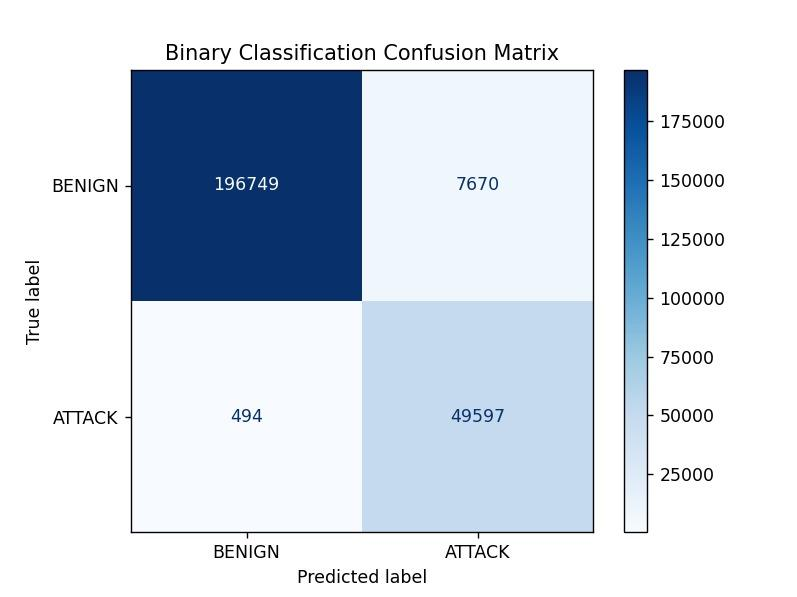 Binary Classification Confusion Matrix
BENIGN
ATTACK
True label
196749
7670
494
49597
BENIGN
ATTACK
Predicted label
175000
150000
125000
100000
75000
50000
25000